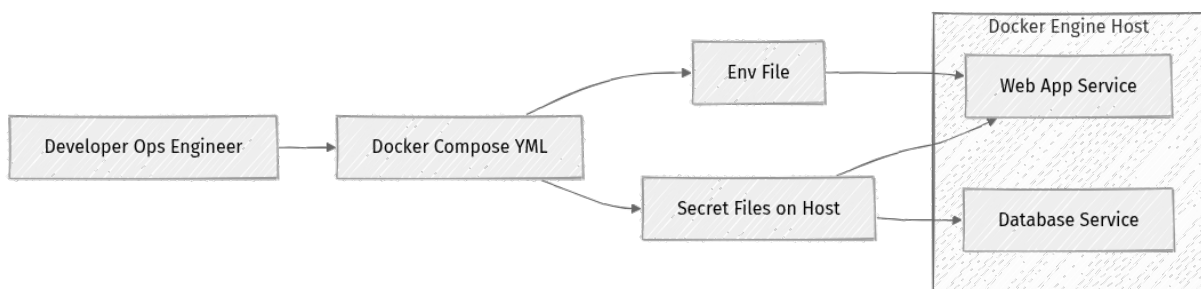 Docker Engine Host
Env File
Web App Service
Developer Ops Engineer
Docker Compose YML
Secret Files on Host
Database Service